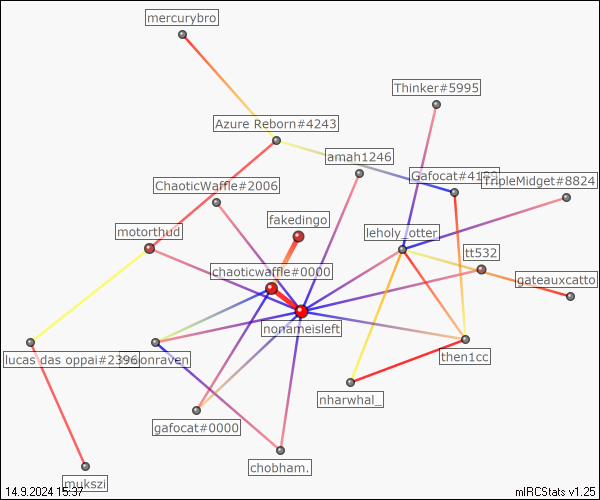 mercurybro
Thinker#5995
Azure Reborn#4243
amah1246
Gafocat#41
TripleMidget#8824
ChaoticWaffle#2006
fakedingo
motorthud
leholy_otter
tt532
chaoticwaffle#0000
gateauxcatto
nonameisleft
lucas das oppai#2396
onraven
then1cc
nharwhal_
gafocat#0000
chobham.
mukszi
14.9.2024 15:37
mIRCStats v1.25